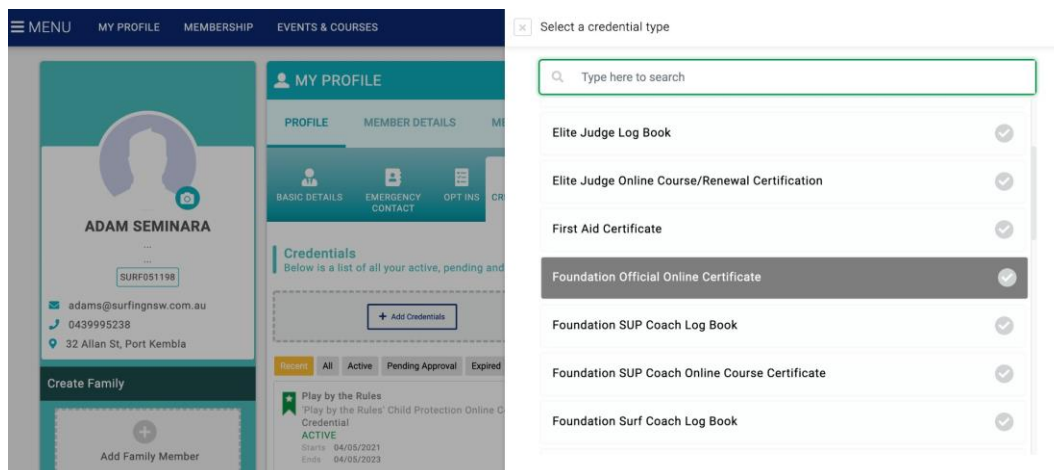 MENU
MY PROFILE
MEMBERSHIP
EVENTS & COURSES
ADAM SEMINARA
...
...
SURF051198
adams@surfingnsw.com.au
0439995238
32 Allan St, Port Kembla
Create Family
Add Family Member
MY PROFILE
PROFILE
MEMBER DETAILS
BASIC DETAILS
EMERGENCY
CONTACT
OPT INS
Credentials
Below is a list of all your active, pending and
+ Add Credentials
Recent
All
Active
Pending Approval
Expired
Play by the Rules
'Play by the Rules' Child Protection Online
Credential
ACTIVE
Starts 04/05/2021
Ends 04/05/2023
Select a credential type
Type here to search
Elite Judge Log Book
Elite Judge Online Course/Renewal Certification
First Aid Certificate
Foundation Official Online Certificate
Foundation SUP Coach Log Book
Foundation SUP Coach Online Course Certificate
Foundation Surf Coach Log Book